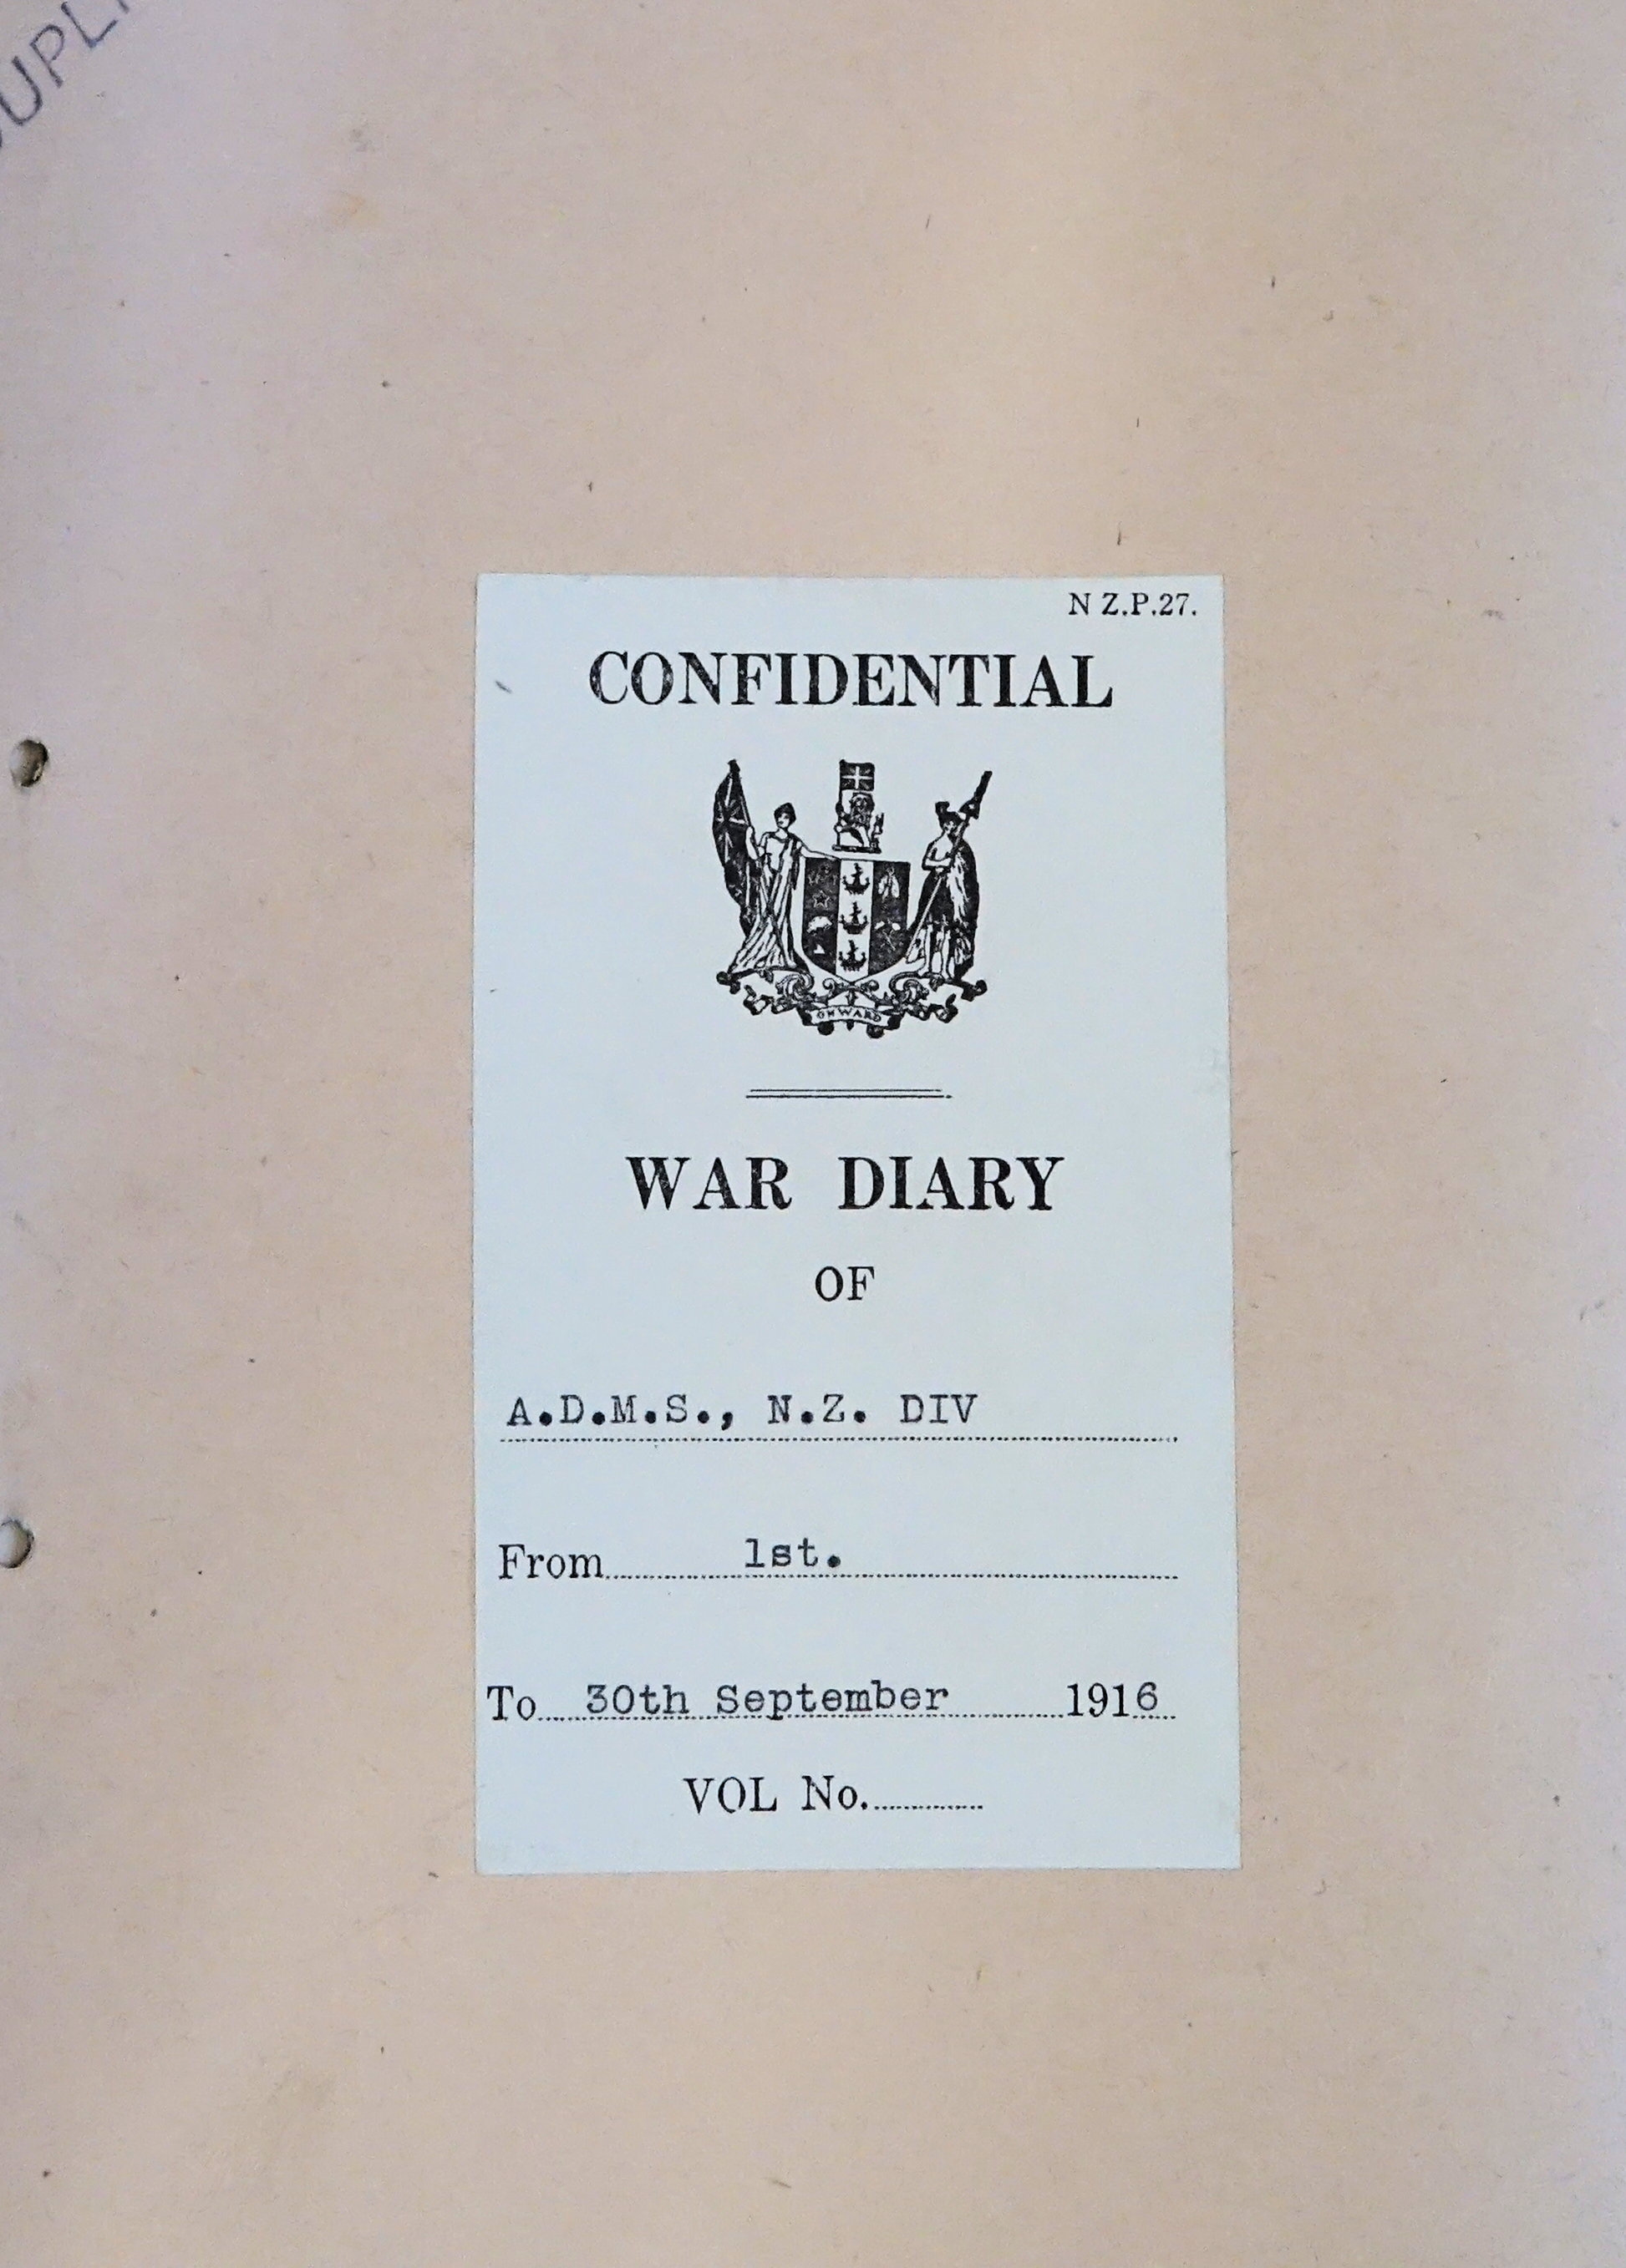 N Z.P.27.
CONFIDENTIAL
ONWARD
WAR DIARY
OF
A.D.M.S., N.Z. DIV
From 1st.
To 30th September 1916
VOL No.